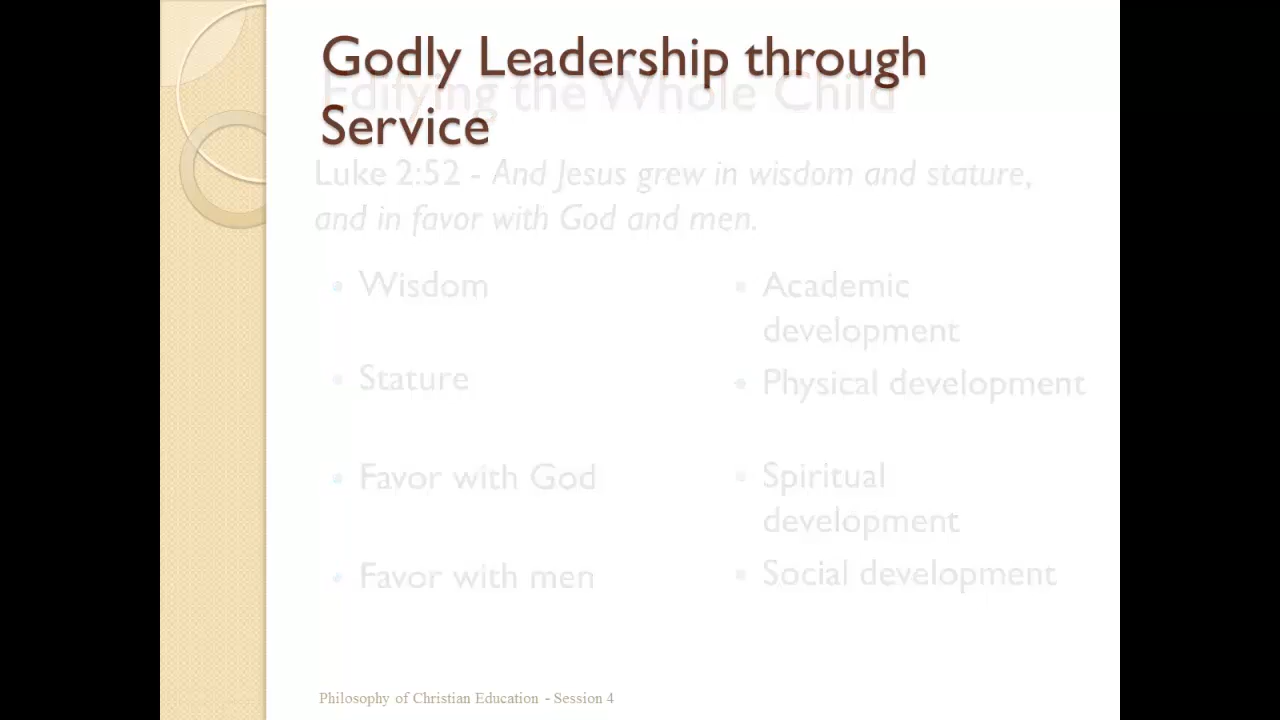 Godly Leadership through
Service
Edifying the Whole Child
Luke 2:52 - And Jesus grew in wisdom and stature,
and in favor with God and men.
• Wisdom
• Academic
development
• Stature
• Physical development
• Favor with God
• Spiritual
development
• Favor with men
• Social development
Philosophy of Christian Education - Session 4